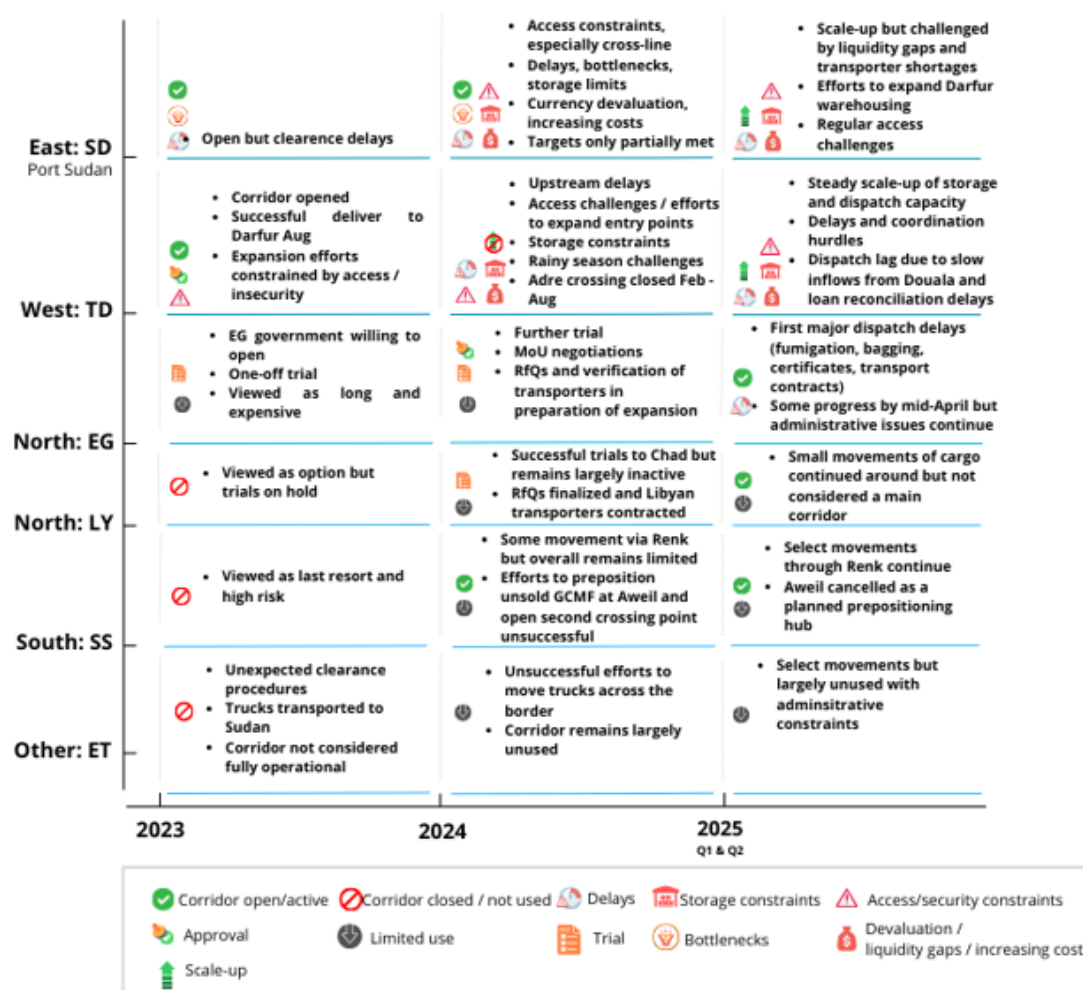 East: SD
Port Sudan
Open but clearence delays
Access constraints,
especially cross-line
Delays, bottlenecks,
storage limits
Currency devaluation,
increasing costs
Targets only partially met
Scale-up but challenged
by liquidity gaps and
transporter shortages
Efforts to expand Darfur
warehousing
Regular access
challenges
West: TD
Corridor opened
Successful deliver to
Darfur Aug
Expansion efforts
constrained by access /
insecurity
Upstream delays
Access challenges / efforts
to expand entry points
Storage constraints
Rainy season challenges
Adre crossing closed Feb -
Aug
Steady scale-up of storage
and dispatch capacity
Delays and coordination
hurdles
Dispatch lag due to slow
inflows from Douala and
loan reconciliation delays
North: EG
EG government willing to
open
One-off trial
Viewed as long and
expensive
Further trial
MoU negotiations
RfQs and verification of
transporters in
preparation of expansion
First major dispatch delays
(fumigation, bagging,
certificates, transport
contracts)
Some progress by mid-April but
administrative issues continue
North: LY
Viewed as option but
trials on hold
Successful trials to Chad but
remains largely inactive
RfQs finalized and Libyan
transporters contracted
Small movements of cargo
continued around but not
considered a main
corridor
South: SS
Viewed as last resort and
high risk
Some movement via Renk
but overall remains limited
Efforts to preposition
unsold GCMF at Aweil and
open second crossing point
unsuccessful
Select movements
through Renk continue
Aweil cancelled as a
planned prepositioning
hub
Other: ET
Unexpected clearance
procedures
Trucks transported to
Sudan
Corridor not considered
fully operational
Unsuccessful efforts to
move trucks across the
border
Corridor remains largely
unused
Select movements but
largely unused with
adminsitrative
constraints
2023
2024
2025
Q1 & Q2
Corridor open/active
Corridor closed / not used
Delays
Storage constraints
Access/security constraints
Approval
Limited use
Trial
Bottlenecks
Devaluation /
liquidity gaps / increasing cost
Scale-up